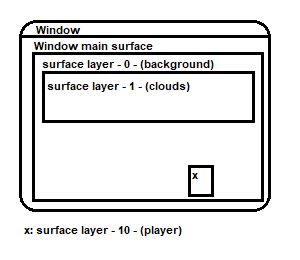 Window
Window main surface
surface layer - 0 - (background)
surface layer - 1 - (clouds)
x
x: surface layer - 10 - (player)